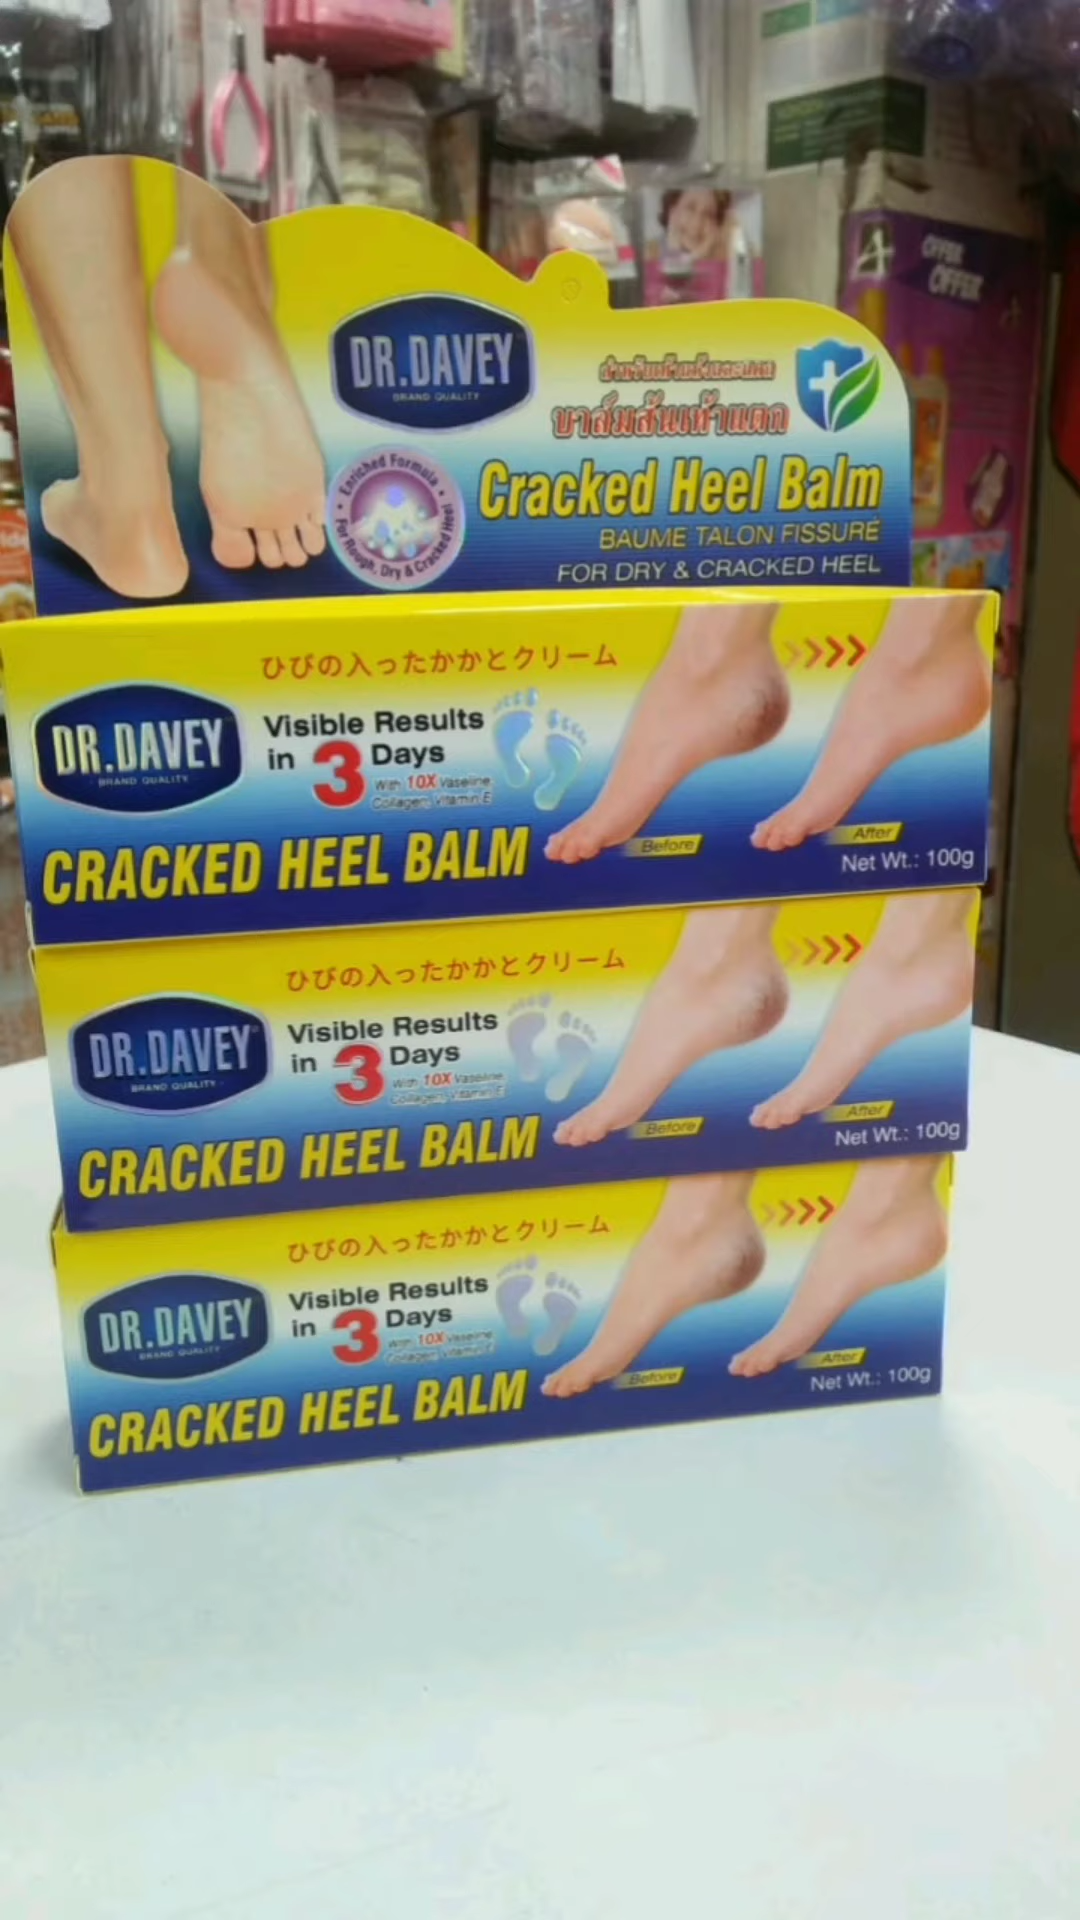 OFFER
OFFER
DR.DAVEY
BRAND QUALITY
บาล์มส้นเท้าแตก
Enriched Formula
For Rough, Dry & Cracked Heel
Cracked Heel Balm
BAUME TALON FISSURÉ
FOR DRY & CRACKED HEEL
ひびの入ったかかとクリーム
DR.DAVEY
BRAND QUALITY
Visible Results
in 3 Days
With 10X Vaseline
Collagen, Vitamin E
CRACKED HEEL BALM
Before
After
Net Wt.: 100g
ひびの入ったかかとクリーム
DR.DAVEY
BRAND QUALITY
Visible Results
in 3 Days
With 10X Vaseline
Collagen, Vitamin E
CRACKED HEEL BALM
Before
After
Net Wt.: 100g
ひびの入ったかかとクリーム
DR.DAVEY
BRAND QUALITY
Visible Results
in 3 Days
With 10X Vaseline
Collagen, Vitamin E
CRACKED HEEL BALM
Before
After
Net Wt.: 100g